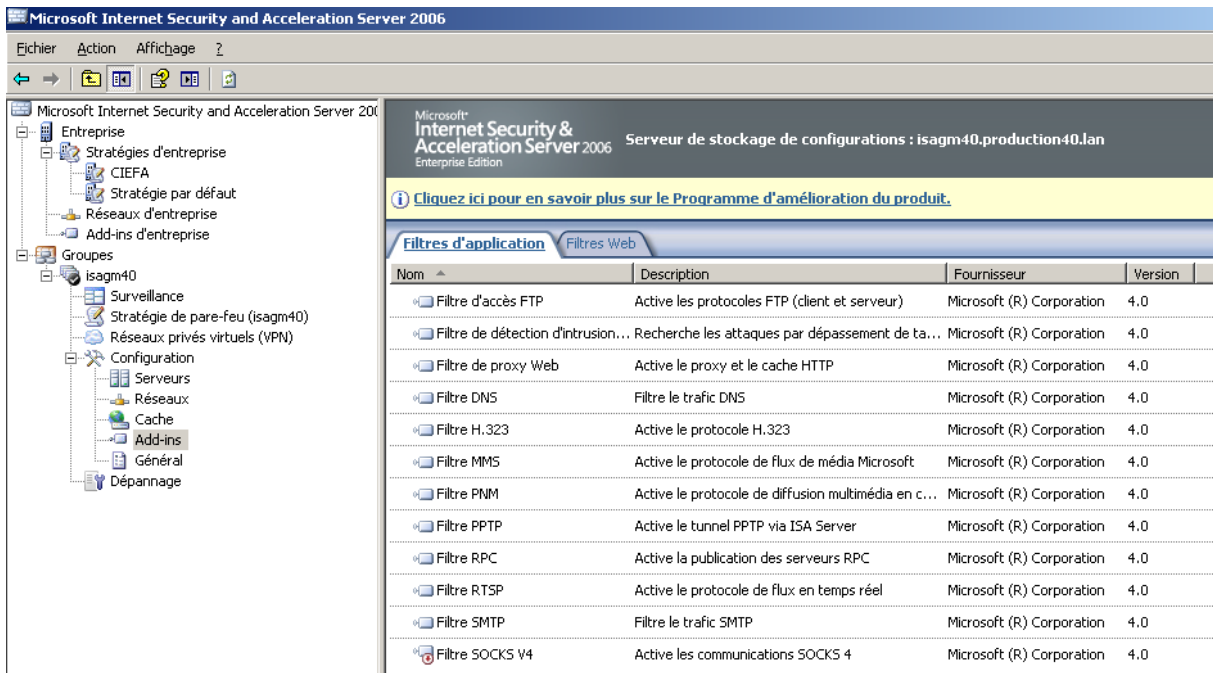 Microsoft Internet Security and Acceleration Server 2006
Fichier Action Affichage ?
Microsoft Internet Security and Acceleration Server 200
Entreprise
Stratégies d'entreprise
CIEFA
Stratégie par défaut
Réseaux d'entreprise
Add-ins d'entreprise
Groupes
isagm40
Surveillance
Stratégie de pare-feu (isagm40)
Réseaux privés virtuels (VPN)
Configuration
Serveurs
Réseaux
Cache
Add-ins
Général
Dépannage
Microsoft
Internet Security &
Acceleration Server 2006
Enterprise Edition
Serveur de stockage de configurations : isagm40.production40.lan
Cliquez ici pour en savoir plus sur le Programme d'amélioration du produit.
Filtres d'application Filtres Web
Nom Description Fournisseur Version
Filtre d'accès FTP Active les protocoles FTP (client et serveur) Microsoft (R) Corporation 4.0
Filtre de détection d'intrusion... Recherche les attaques par dépassement de ta... Microsoft (R) Corporation 4.0
Filtre de proxy Web Active le proxy et le cache HTTP Microsoft (R) Corporation 4.0
Filtre DNS Filtre le trafic DNS Microsoft (R) Corporation 4.0
Filtre H.323 Active le protocole H.323 Microsoft (R) Corporation 4.0
Filtre MMS Active le protocole de flux de média Microsoft Microsoft (R) Corporation 4.0
Filtre PNM Active le protocole de diffusion multimédia en c... Microsoft (R) Corporation 4.0
Filtre PPTP Active le tunnel PPTP via ISA Server Microsoft (R) Corporation 4.0
Filtre RPC Active la publication des serveurs RPC Microsoft (R) Corporation 4.0
Filtre RTSP Active le protocole de flux en temps réel Microsoft (R) Corporation 4.0
Filtre SMTP Filtre le trafic SMTP Microsoft (R) Corporation 4.0
Filtre SOCKS V4 Active les communications SOCKS 4 Microsoft (R) Corporation 4.0